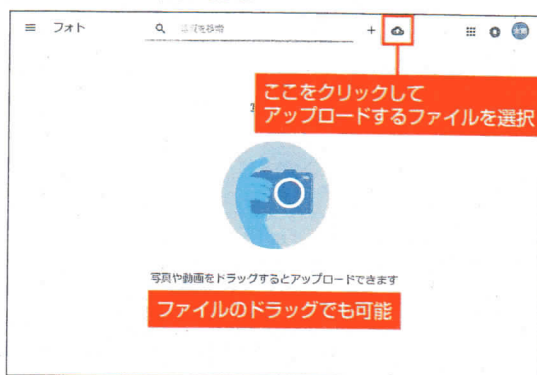 フォト
ここをクリックして
アップロードするファイルを選択
写真や動画をドラッグするとアップロードできます
ファイルのドラッグでも可能